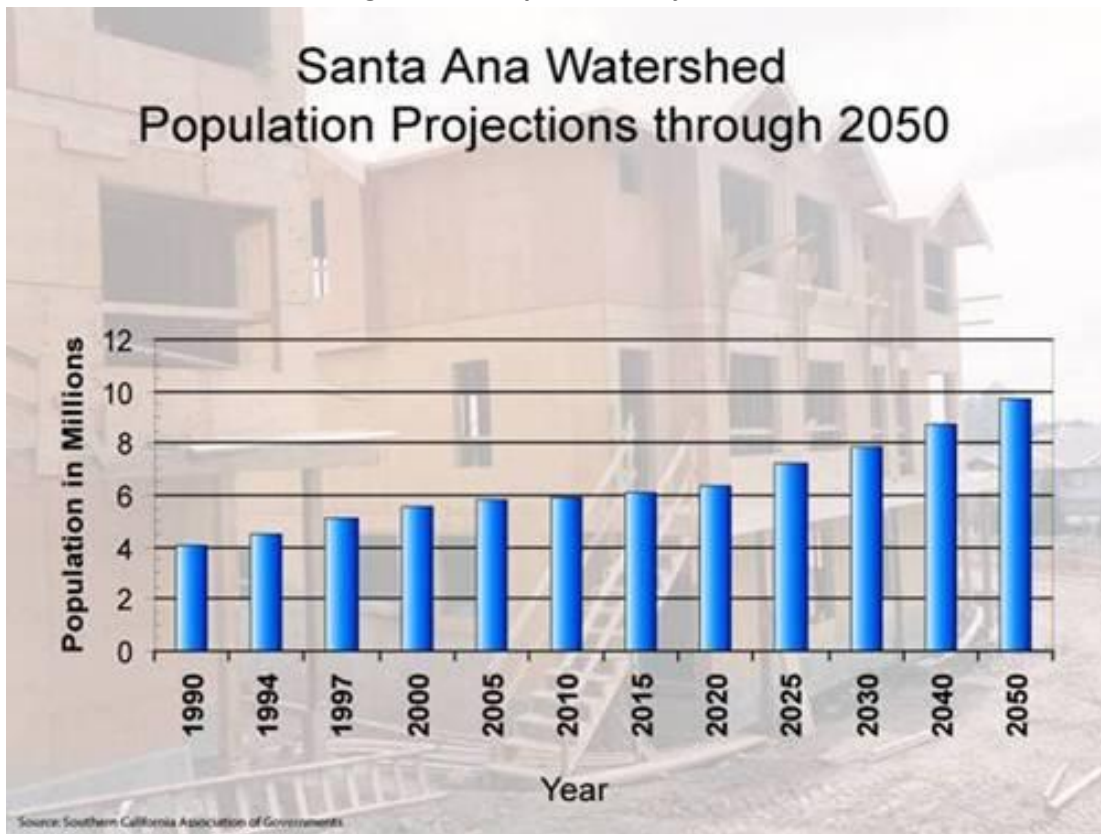 Santa Ana Watershed
Population Projections through 2050
Population in Millions
12
10
8
6
4
2
0
1990 1994 1997 2000 2005 2010 2015 2020 2025 2030 2040 2050
Year
Source: Southern California Association of Governments